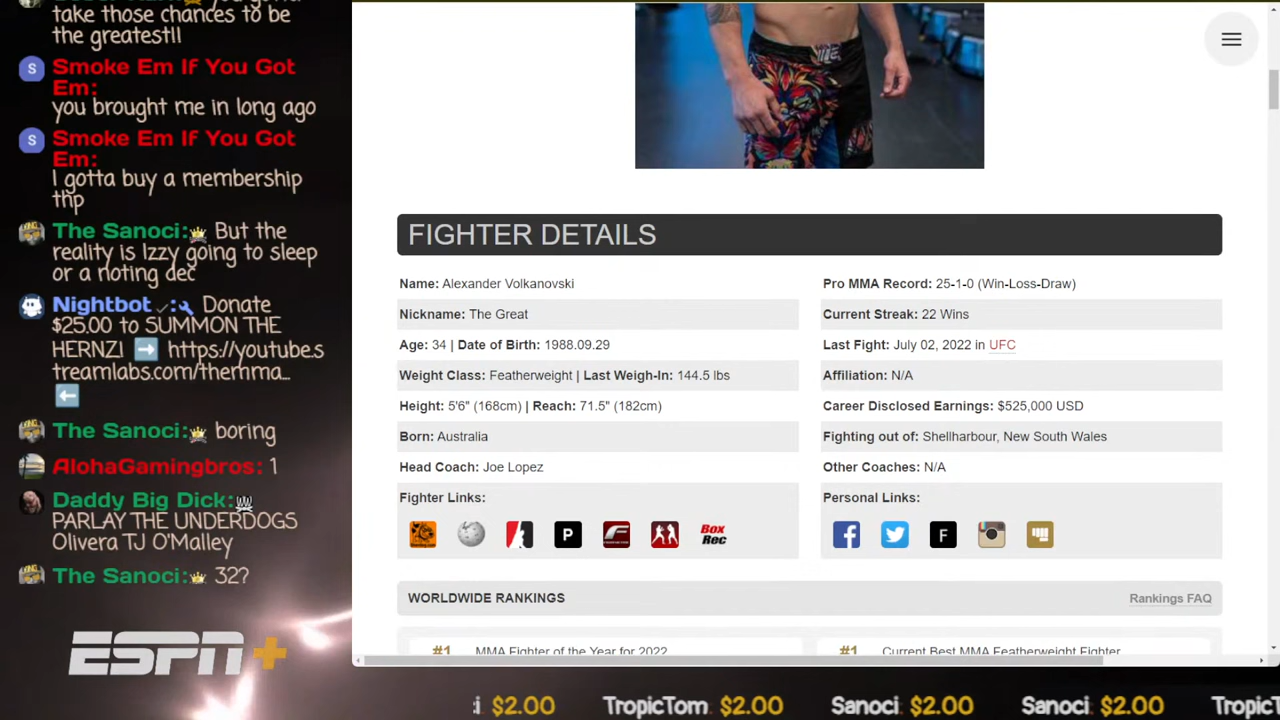 take those chances to be
the greatest!!
Smoke Em If You Got
Em:
you brought me in long ago
Smoke Em If You Got
Em:
I gotta buy a membership
thp
The Sanoci: But the
reality is Izzy going to sleep
or a noting dec
Nightbot ✓: Donate
$25.00 to SUMMON THE
HERNZ! ➡️ https://youtube.s
treamlabs.com/themma...
⬅️
The Sanoci: boring
AlohaGamingbros: 1
Daddy Big Dick:
PARLAY THE UNDERDOGS
Olivera TJ O'Malley
The Sanoci: 32?
ESPN+
FIGHTER DETAILS
Name: Alexander Volkanovski
Pro MMA Record: 25-1-0 (Win-Loss-Draw)
Nickname: The Great
Current Streak: 22 Wins
Age: 34 | Date of Birth: 1988.09.29
Last Fight: July 02, 2022 in UFC
Weight Class: Featherweight | Last Weigh-In: 144.5 lbs
Affiliation: N/A
Height: 5'6" (168cm) | Reach: 71.5" (182cm)
Career Disclosed Earnings: $525,000 USD
Born: Australia
Fighting out of: Shellharbour, New South Wales
Head Coach: Joe Lopez
Other Coaches: N/A
Fighter Links:
Personal Links:
Box
Rec
WORLDWIDE RANKINGS
Rankings FAQ
#1 MMA Fighter of the Year for 2022
#1 Current Best MMA Featherweight Fighter
ci $2.00 TropicTom $2.00 Sanoci $2.00 Sanoci $2.00 TropicT